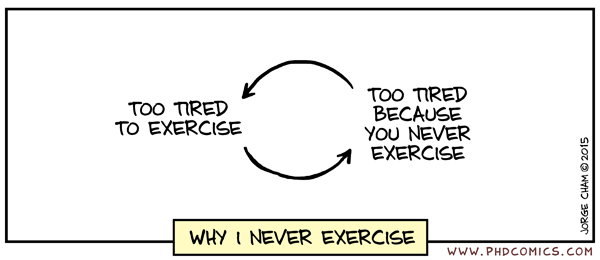 TOO TIRED
TO EXERCISE
TOO TIRED
BECAUSE
YOU NEVER
EXERCISE
JORGE CHAM © 2015
WHY I NEVER EXERCISE
WWW.PHDCOMICS.COM